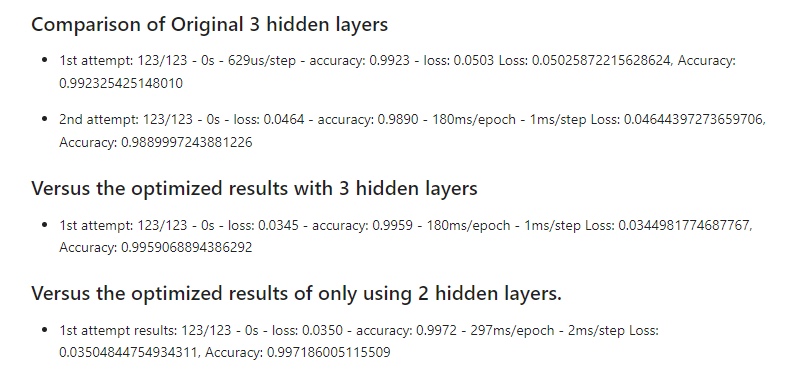 Comparison of Original 3 hidden layers
• 1st attempt: 123/123 - 0s - 629us/step - accuracy: 0.9923 - loss: 0.0503 Loss: 0.05025872215628624, Accuracy:
0.992325425148010
• 2nd attempt: 123/123 - 0s - loss: 0.0464 - accuracy: 0.9890 - 180ms/epoch - 1ms/step Loss: 0.04644397273659706,
Accuracy: 0.9889997243881226
Versus the optimized results with 3 hidden layers
• 1st attempt: 123/123 - 0s - loss: 0.0345 - accuracy: 0.9959 - 180ms/epoch - 1ms/step Loss: 0.0344981774687767,
Accuracy: 0.9959068894386292
Versus the optimized results of only using 2 hidden layers.
• 1st attempt results: 123/123 - 0s - loss: 0.0350 - accuracy: 0.9972 - 297ms/epoch - 2ms/step Loss:
0.03504844754934311, Accuracy: 0.997186005115509